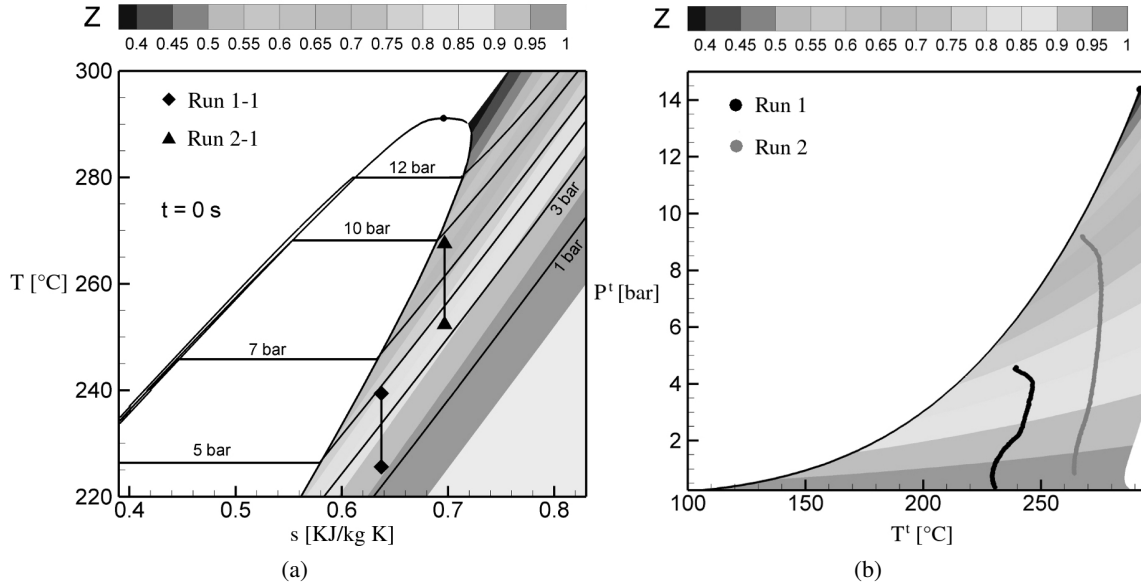 Z
0.4 0.45 0.5 0.55 0.6 0.65 0.7 0.75 0.8 0.85 0.9 0.95 1
300
280
260
240
220
T [°C]
Run 1-1
Run 2-1
t = 0 s
12 bar
10 bar
7 bar
5 bar
3 bar
1 bar
0.4 0.5 0.6 0.7 0.8
s [KJ/kg K]
(a)
Z
0.4 0.45 0.5 0.55 0.6 0.65 0.7 0.75 0.8 0.85 0.9 0.95 1
14
12
10
8
6
4
2
Pᵗ [bar]
Run 1
Run 2
100 150 200 250
Tᵗ [°C]
(b)